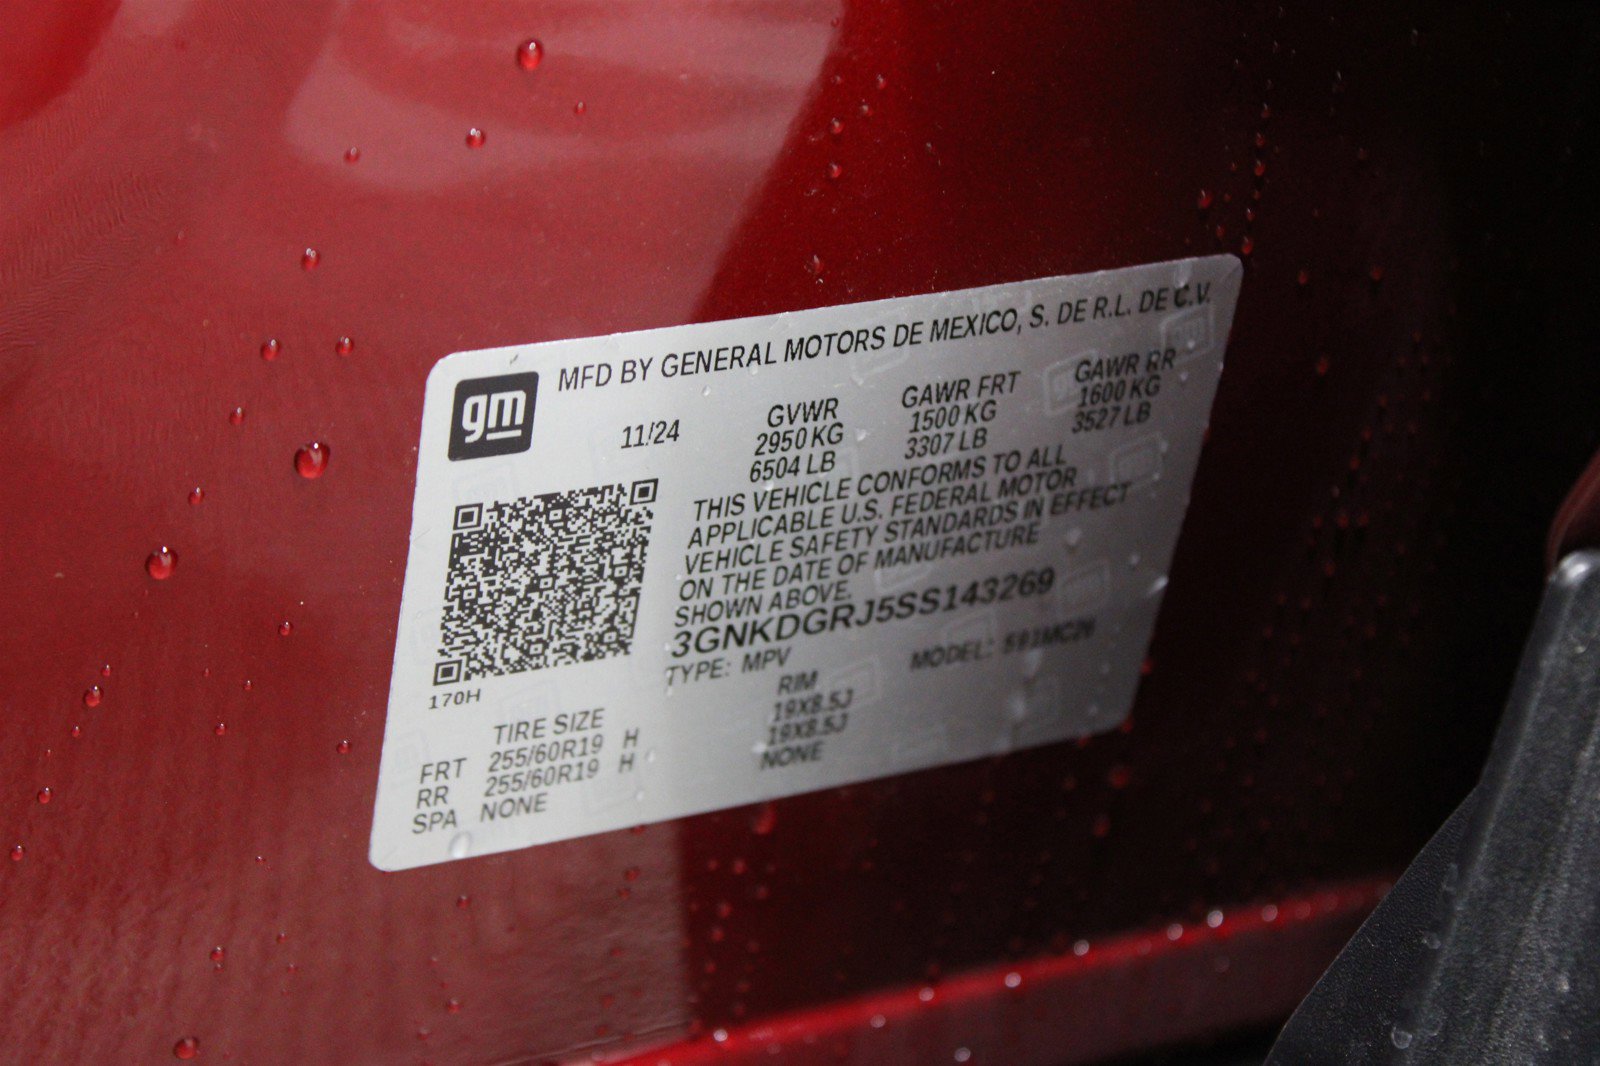 MFD BY GENERAL MOTORS DE MEXICO, S. DE R.L. DE C.V.
gm
11/24
GVWR GAWR FRT GAWR RR
2950 KG 1500 KG 1600 KG
6504 LB 3307 LB 3527 LB
THIS VEHICLE CONFORMS TO ALL
APPLICABLE U.S. FEDERAL MOTOR
VEHICLE SAFETY STANDARDS IN EFFECT
ON THE DATE OF MANUFACTURE
SHOWN ABOVE.
3GNKDGRJ5SS143269
TYPE: MPV MODEL: 
170H
TIRE SIZE RIM
FRT 255/60R19 H 19X8.5J
RR 255/60R19 H 19X8.5J
SPA NONE NONE